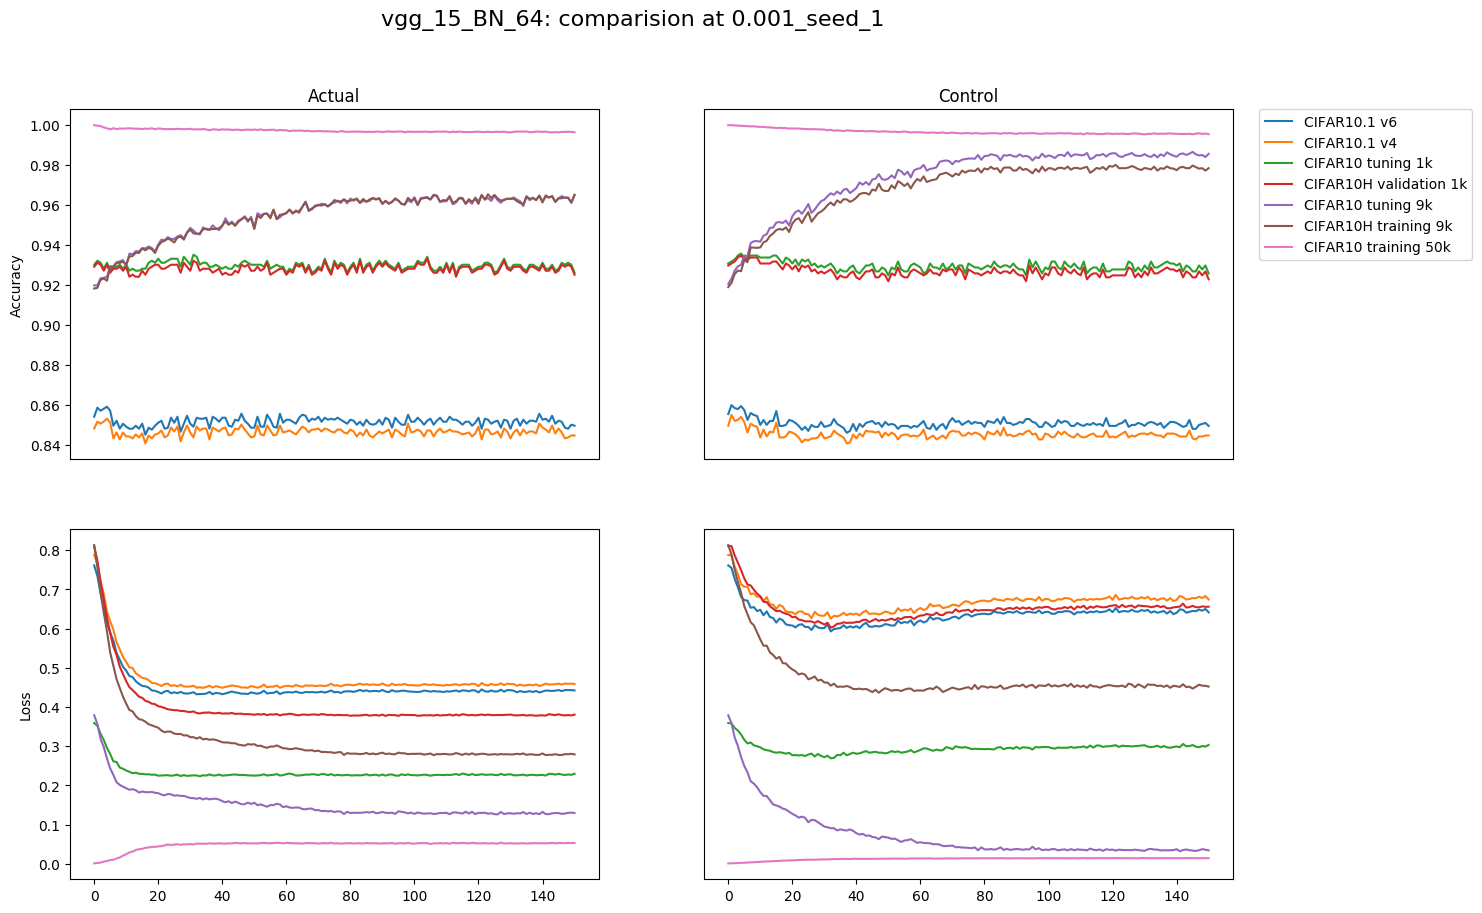 vgg_15_BN_64: comparision at 0.001_seed_1
Actual
Control
Accuracy
1.00
0.98
0.96
0.94
0.92
0.90
0.88
0.86
0.84
CIFAR10.1 v6
CIFAR10.1 v4
CIFAR10 tuning 1k
CIFAR10H validation 1k
CIFAR10 tuning 9k
CIFAR10H training 9k
CIFAR10 training 50k
Loss
0.8
0.7
0.6
0.5
0.4
0.3
0.2
0.1
0.0
0 20 40 60 80 100 120 140
0 20 40 60 80 100 120 140